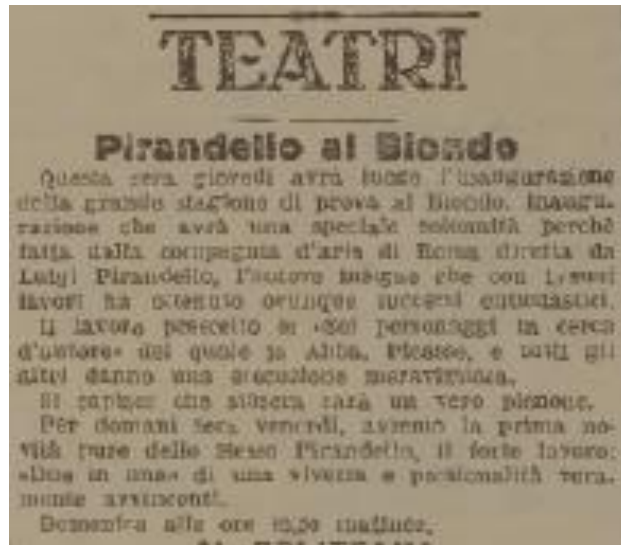 TEATRI
Pirandello al Biondo
Questa sera giovedì avrà luogo l'inaugurazione
della grande stagione di prova al Biondo. Inaugu-
razione che avrà una speciale solennità perchè
fatta dalla compagnia d'arte di Roma diretta da
Luigi Pirandello, l'autore insigne che con i suoi
lavori ha ottenuto ovunque successi entusiastici.
Il lavoro prescelto è «Sei personaggi in cerca
d'autore» del quale la Abba, Picasso, e tutti gli
altri danno una esecuzione meravigliosa.
Si capisce che stasera sarà un vero pienone.
Per domani sera venerdì, avremo la prima no-
vità pure dello stesso Pirandello, il forte lavoro:
«Due in una» di una vivezza e passionalità vera-
mente avvincenti.
Domenica alle ore matinée.